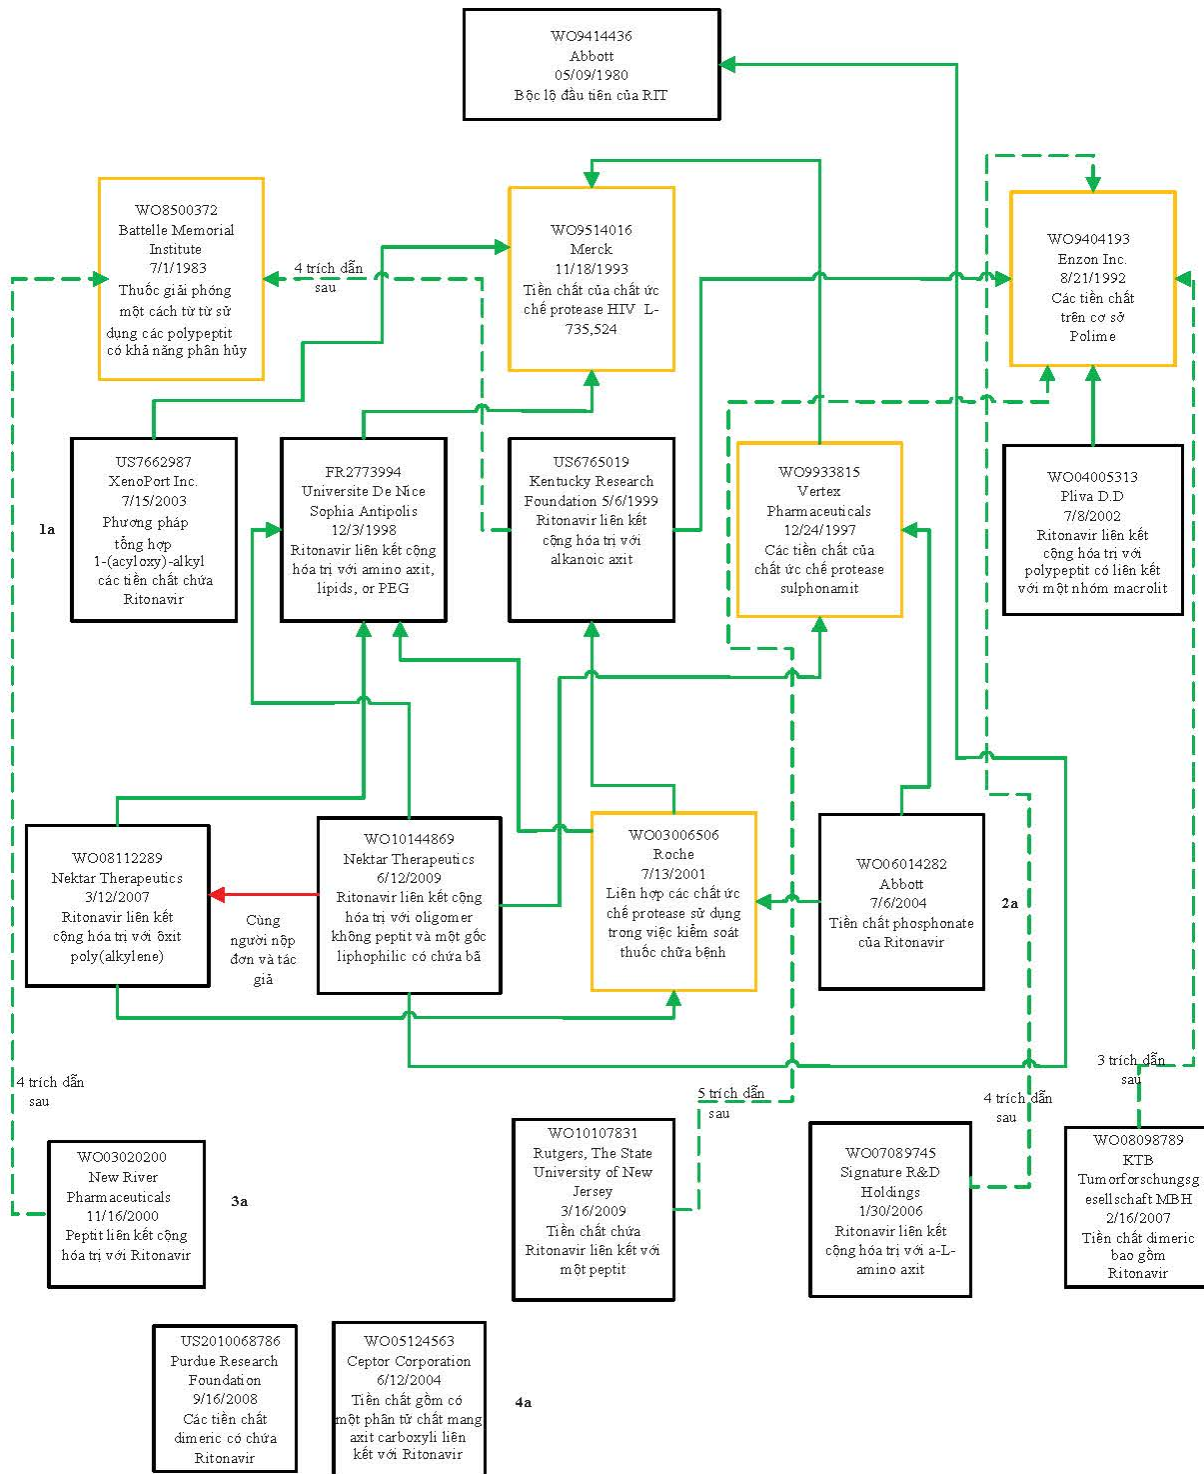 WO9414436
Abbott
05/09/1980
Bộc lộ đầu tiên của RIT
WO8500372
Battelle Memorial
Institute
7/1/1983
Thuốc giải phóng
một cách từ từ sử
dụng các polypeptit
có khả năng phân hủy
4 trích dẫn
sau
WO9514016
Merck
11/18/1993
Tiền chất của chất ức
chế protease HIV L-
735,524
WO9404193
Enzon Inc.
8/21/1992
Các tiền chất
trên cơ sở
Polime
1a
US7662987
XenoPort Inc.
7/15/2003
Phương pháp
tổng hợp
1-(acyloxy)-alkyl
các tiền chất chứa
Ritonavir
FR2773994
Universite De Nice
Sophia Antipolis
12/3/1998
Ritonavir liên kết cộng
hóa trị với amino axit,
lipids, or PEG
US6765019
Kentucky Research
Foundation 5/6/1999
Ritonavir liên kết
cộng hóa trị với
alkanoic axit
WO9933815
Vertex
Pharmaceuticals
12/24/1997
Các tiền chất của
chất ức chế protease
sulphonamit
WO04005313
Pliva D.D
7/8/2002
Ritonavir liên kết
cộng hóa trị với
polypeptit có liên kết
với một nhóm macrolit
WO08112289
Nektar Therapeutics
3/12/2007
Ritonavir liên kết
cộng hóa trị với ôxit
poly(alkylene)
Cùng
người nộp
đơn và tác
giả
WO10144869
Nektar Therapeutics
6/12/2009
Ritonavir liên kết cộng
hóa trị với oligomer
không peptit và một gốc
liphophilic có chứa bã
WO03006506
Roche
7/13/2001
Liên hợp các chất ức
chế protease sử dụng
trong việc kiểm soát
thuốc chữa bệnh
WO06014282
Abbott
7/6/2004
Tiền chất phosphonate
của Ritonavir
2a
4 trích dẫn
sau
5 trích dẫn
sau
4 trích dẫn
sau
3 trích dẫn
sau
WO03020200
New River
Pharmaceuticals
11/16/2000
Peptit liên kết cộng
hóa trị với Ritonavir
3a
WO10107831
Rutgers, The State
University of New
Jersey
3/16/2009
Tiền chất chứa
Ritonavir liên kết với
một peptit
WO07089745
Signature R&D
Holdings
1/30/2006
Ritonavir liên kết
cộng hóa trị với a-L-
amino axit
WO08098789
KTB
Tumorforschungsg
esellschaft MBH
2/16/2007
Tiền chất dimeric
bao gồm
Ritonavir
US2010068786
Purdue Research
Foundation
9/16/2008
Các tiền chất
dimeric có chứa
Ritonavir
WO05124563
Ceptor Corporation
6/12/2004
Tiền chất gồm có
một phân tử chất mang
axit carboxyli liên
kết với Ritonavir
4a